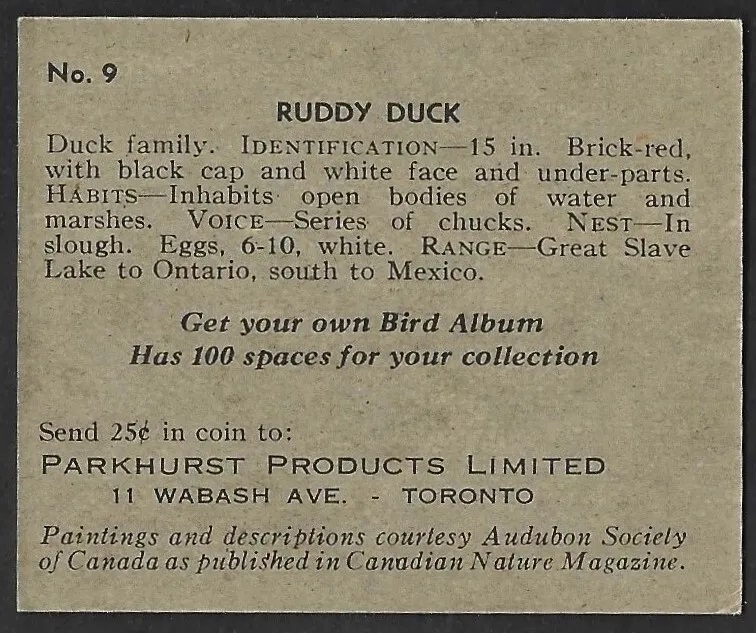 No. 9
RUDDY DUCK
Duck family. IDENTIFICATION—15 in. Brick-red,
with black cap and white face and under-parts.
HABITS—Inhabits open bodies of water and
marshes. VOICE—Series of chucks. NEST—In
slough. Eggs, 6-10, white. RANGE—Great Slave
Lake to Ontario, south to Mexico.
Get your own Bird Album
Has 100 spaces for your collection
Send 25¢ in coin to:
PARKHURST PRODUCTS LIMITED
11 WABASH AVE. - TORONTO
Paintings and descriptions courtesy Audubon Society
of Canada as published in Canadian Nature Magazine.